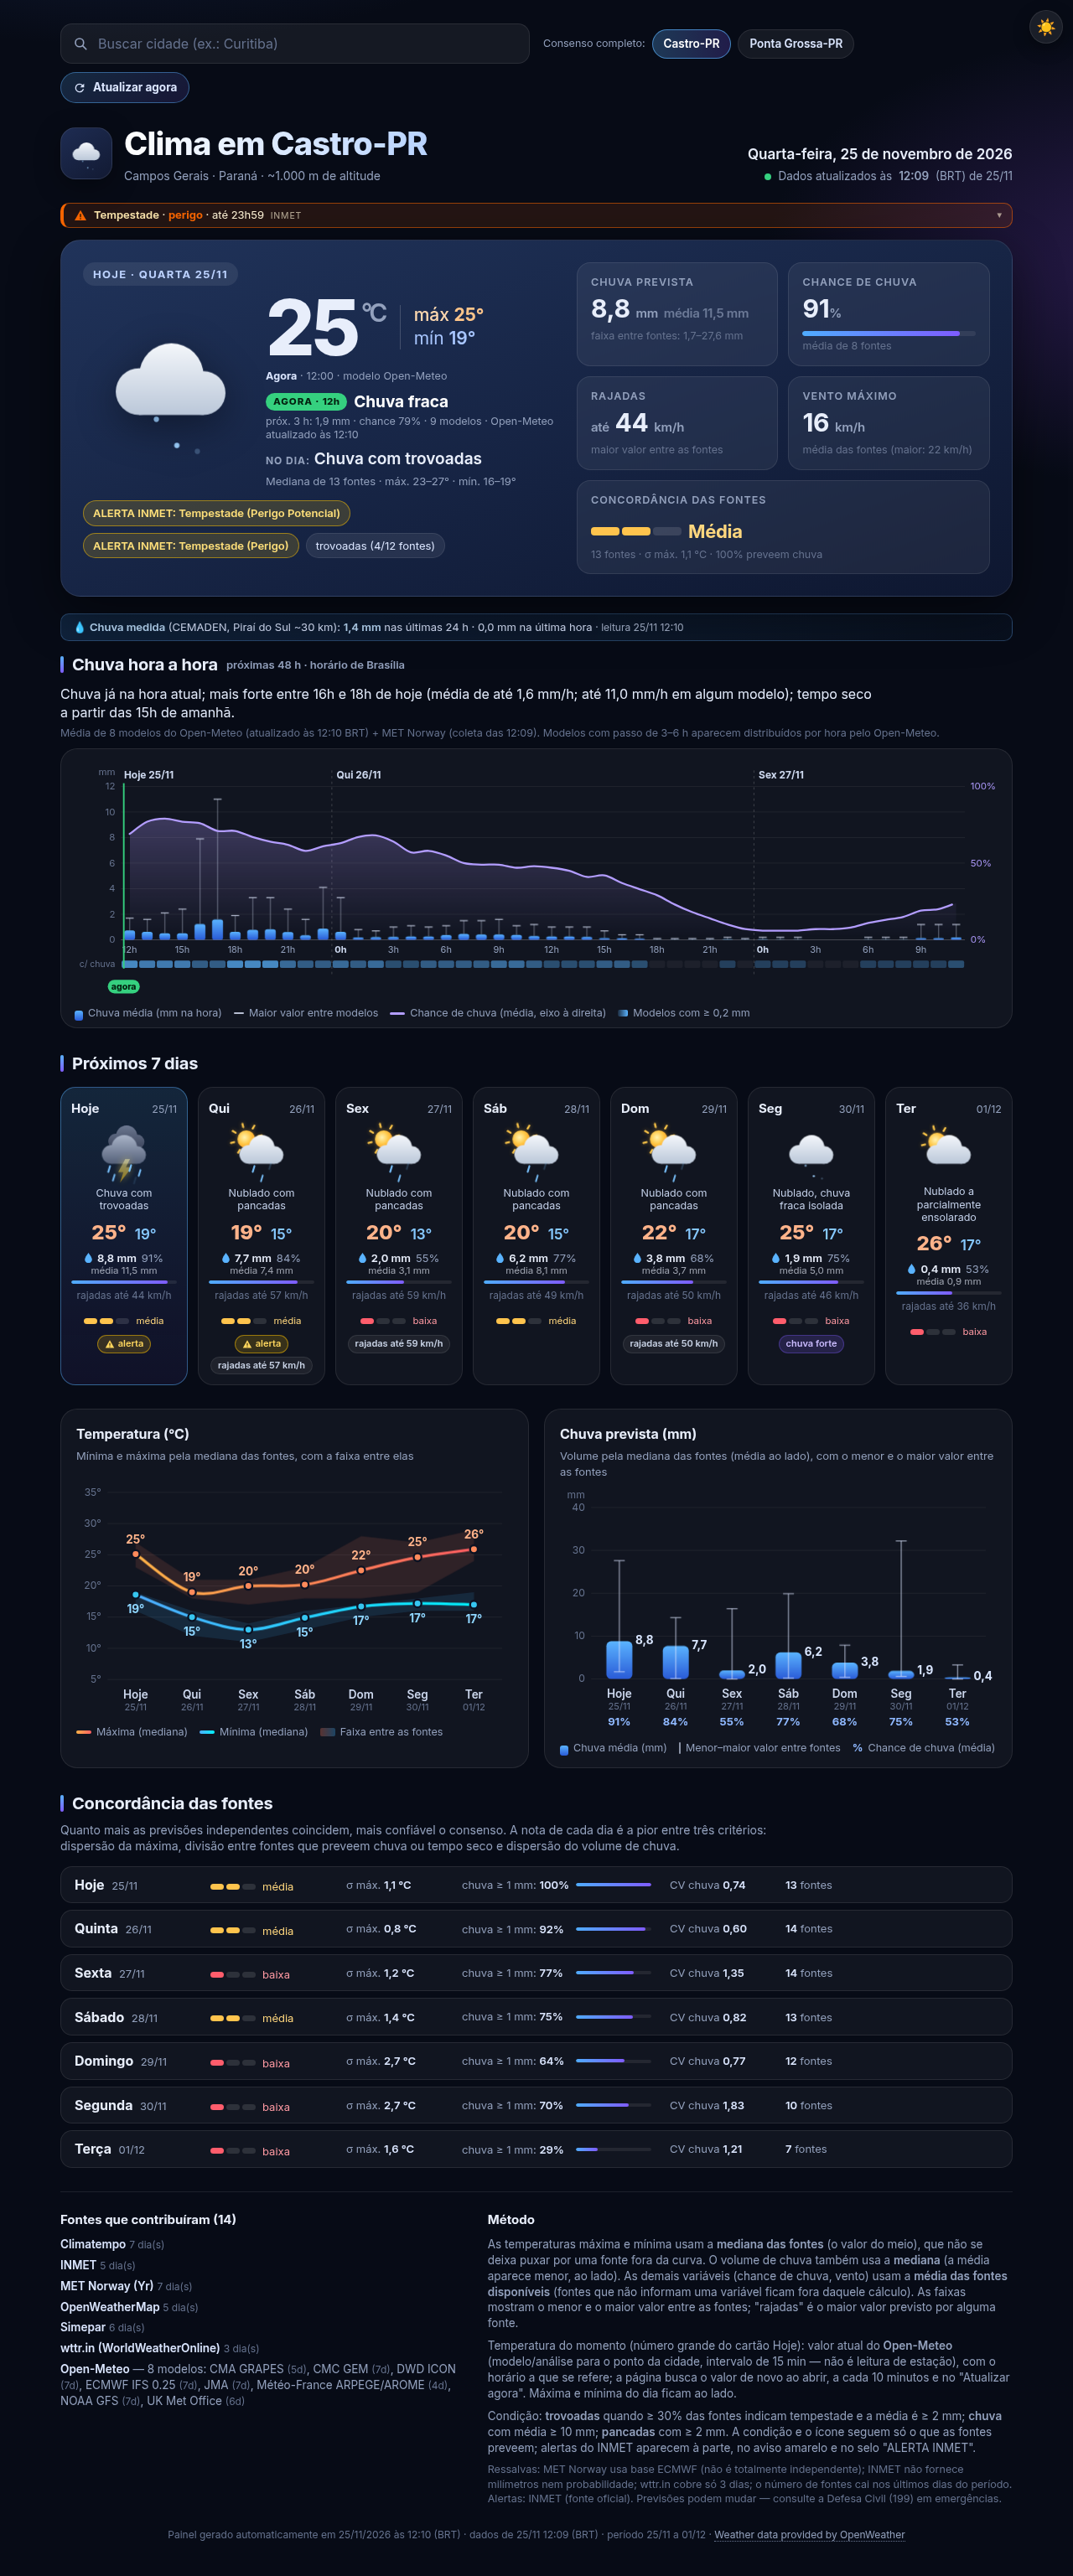 Buscar cidade (ex.: Curitiba)
Consenso completo: Castro-PR Ponta Grossa-PR
Atualizar agora
Clima em Castro-PR
Campos Gerais · Paraná · ~1.000 m de altitude
Quarta-feira, 25 de novembro de 2026
Dados atualizados às 12:09 (BRT) de 25/11
Tempestade · perigo · até 23h59 INMET
HOJE · QUARTA 25/11
25°C
máx 25°
mín 19°
Agora · 12:00 · modelo Open-Meteo
AGORA · 12h Chuva fraca
próx. 3 h: 1,9 mm · chance 79% · 9 modelos · Open-Meteo
atualizado às 12:10
NO DIA: Chuva com trovoadas
Mediana de 13 fontes · máx. 23–27° · mín. 16–19°
ALERTA INMET: Tempestade (Perigo Potencial)
ALERTA INMET: Tempestade (Perigo) trovoadas (4/12 fontes)
CHUVA PREVISTA
8,8 mm média 11,5 mm
faixa entre fontes: 1,7–27,6 mm
CHANCE DE CHUVA
91%
média de 8 fontes
RAJADAS
até 44 km/h
maior valor entre as fontes
VENTO MÁXIMO
16 km/h
média das fontes (maior: 22 km/h)
CONCORDÂNCIA DAS FONTES
Média
13 fontes · σ máx. 1,1 °C · 100% preveem chuva
Chuva medida (CEMADEN, Piraí do Sul ~30 km): 1,4 mm nas últimas 24 h · 0,0 mm na última hora · leitura 25/11 12:10
Chuva hora a hora próximas 48 h · horário de Brasília
Chuva já na hora atual; mais forte entre 16h e 18h de hoje (média de até 1,6 mm/h; até 11,0 mm/h em algum modelo); tempo seco
a partir das 15h de amanhã.
Média de 8 modelos do Open-Meteo (atualizado às 12:10 BRT) + MET Norway (coleta das 12:09). Modelos com passo de 3–6 h aparecem distribuídos por hora pelo Open-Meteo.
mm Hoje 25/11 Qui 26/11 Sex 27/11
12 100%
10
8
6 50%
4
2
0 0%
12h 15h 18h 21h 0h 3h 6h 9h 12h 15h 18h 21h 0h 3h 6h 9h
c/ chuva
agora
Chuva média (mm na hora) Maior valor entre modelos Chance de chuva (média, eixo à direita) Modelos com ≥ 0,2 mm
Próximos 7 dias
Hoje 25/11
Chuva com
trovoadas
25° 19°
8,8 mm 91%
média 11,5 mm
rajadas até 44 km/h
média
alerta
Qui 26/11
Nublado com
pancadas
19° 15°
7,7 mm 84%
média 7,4 mm
rajadas até 57 km/h
média
alerta
rajadas até 57 km/h
Sex 27/11
Nublado com
pancadas
20° 13°
2,0 mm 55%
média 3,1 mm
rajadas até 59 km/h
baixa
rajadas até 59 km/h
Sáb 28/11
Nublado com
pancadas
20° 15°
6,2 mm 77%
média 8,1 mm
rajadas até 49 km/h
média
Dom 29/11
Nublado com
pancadas
22° 17°
3,8 mm 68%
média 3,7 mm
rajadas até 50 km/h
baixa
rajadas até 50 km/h
Seg 30/11
Nublado, chuva
fraca isolada
25° 17°
1,9 mm 75%
média 5,0 mm
rajadas até 46 km/h
baixa
chuva forte
Ter 01/12
Nublado a
parcialmente
ensolarado
26° 17°
0,4 mm 53%
média 0,9 mm
rajadas até 36 km/h
baixa
Temperatura (°C)
Mínima e máxima pela mediana das fontes, com a faixa entre elas
35°
30°
25°
20°
15°
10°
5°
25° 19° 20° 20° 22° 25° 26°
19° 15° 13° 15° 17° 17° 17°
Hoje Qui Sex Sáb Dom Seg Ter
25/11 26/11 27/11 28/11 29/11 30/11 01/12
Máxima (mediana) Mínima (mediana) Faixa entre as fontes
Chuva prevista (mm)
Volume pela mediana das fontes (média ao lado), com o menor e o maior valor entre
as fontes
mm
40
30
20
10
0
8,8 7,7 2,0 6,2 3,8 1,9 0,4
Hoje Qui Sex Sáb Dom Seg Ter
25/11 26/11 27/11 28/11 29/11 30/11 01/12
91% 84% 55% 77% 68% 75% 53%
Chuva média (mm) Menor–maior valor entre fontes % Chance de chuva (média)
Concordância das fontes
Quanto mais as previsões independentes coincidem, mais confiável o consenso. A nota de cada dia é a pior entre três critérios:
dispersão da máxima, divisão entre fontes que preveem chuva ou tempo seco e dispersão do volume de chuva.
Hoje 25/11 média σ máx. 1,1 °C chuva ≥ 1 mm: 100% CV chuva 0,74 13 fontes
Quinta 26/11 média σ máx. 0,8 °C chuva ≥ 1 mm: 92% CV chuva 0,60 14 fontes
Sexta 27/11 baixa σ máx. 1,2 °C chuva ≥ 1 mm: 77% CV chuva 1,35 14 fontes
Sábado 28/11 média σ máx. 1,4 °C chuva ≥ 1 mm: 75% CV chuva 0,82 13 fontes
Domingo 29/11 baixa σ máx. 2,7 °C chuva ≥ 1 mm: 64% CV chuva 0,77 12 fontes
Segunda 30/11 baixa σ máx. 2,7 °C chuva ≥ 1 mm: 70% CV chuva 1,83 10 fontes
Terça 01/12 baixa σ máx. 1,6 °C chuva ≥ 1 mm: 29% CV chuva 1,21 7 fontes
Fontes que contribuíram (14)
Climatempo 7 dia(s)
INMET 5 dia(s)
MET Norway (Yr) 7 dia(s)
OpenWeatherMap 5 dia(s)
Simepar 6 dia(s)
wttr.in (WorldWeatherOnline) 3 dia(s)
Open-Meteo — 8 modelos: CMA GRAPES (5d), CMC GEM (7d), DWD ICON
(7d), ECMWF IFS 0.25 (7d), JMA (7d), Météo-France ARPEGE/AROME (4d),
NOAA GFS (7d), UK Met Office (6d)
Método
As temperaturas máxima e mínima usam a mediana das fontes (o valor do meio), que não se
deixa puxar por uma fonte fora da curva. O volume de chuva também usa a mediana (a média
aparece menor, ao lado). As demais variáveis (chance de chuva, vento) usam a média das fontes
disponíveis (fontes que não informam uma variável ficam fora daquele cálculo). As faixas
mostram o menor e o maior valor entre as fontes; "rajadas" é o maior valor previsto por alguma
fonte.
Temperatura do momento (número grande do cartão Hoje): valor atual do Open-Meteo
(modelo/análise para o ponto da cidade, intervalo de 15 min — não é leitura de estação), com o
horário a que se refere; a página busca o valor de novo ao abrir, a cada 10 minutos e no "Atualizar
agora". Máxima e mínima do dia ficam ao lado.
Condição: trovoadas quando ≥ 30% das fontes indicam tempestade e a média é ≥ 2 mm; chuva
com média ≥ 10 mm; pancadas com ≥ 2 mm. A condição e o ícone seguem só o que as fontes
preveem; alertas do INMET aparecem à parte, no aviso amarelo e no selo "ALERTA INMET".
Ressalvas: MET Norway usa base ECMWF (não é totalmente independente); INMET não fornece
milímetros nem probabilidade; wttr.in cobre só 3 dias; o número de fontes cai nos últimos dias do período.
Alertas: INMET (fonte oficial). Previsões podem mudar — consulte a Defesa Civil (199) em emergências.
Painel gerado automaticamente em 25/11/2026 às 12:10 (BRT) · dados de 25/11 12:09 (BRT) · período 25/11 a 01/12 · Weather data provided by OpenWeather